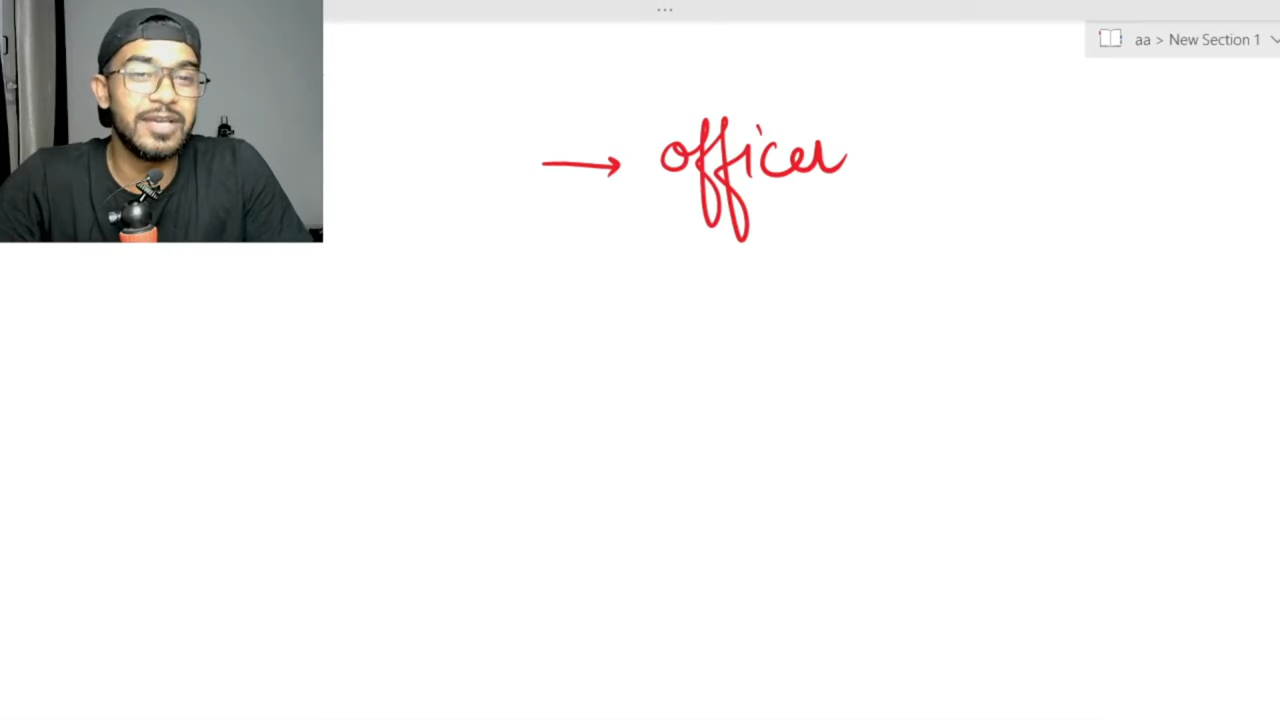 aa > New Section 1
→ officer